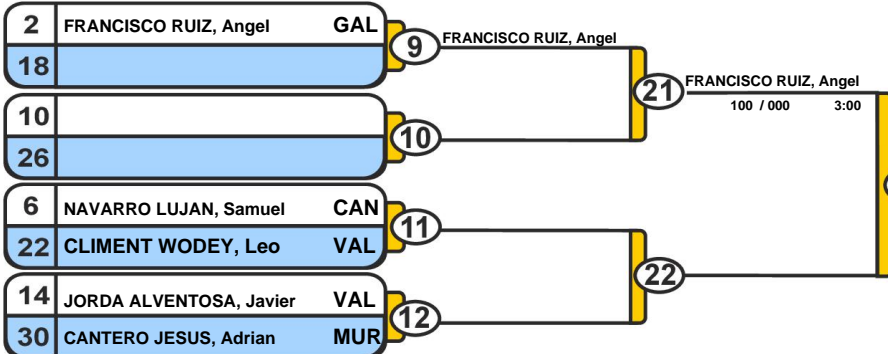 2 FRANCISCO RUIZ, Angel GAL
18
9
FRANCISCO RUIZ, Angel
10
26
10
21
FRANCISCO RUIZ, Angel
100 / 000 3:00
6 NAVARRO LUJAN, Samuel CAN
22 CLIMENT WODEY, Leo VAL
11
14 JORDA ALVENTOSA, Javier VAL
30 CANTERO JESUS, Adrian MUR
12
22